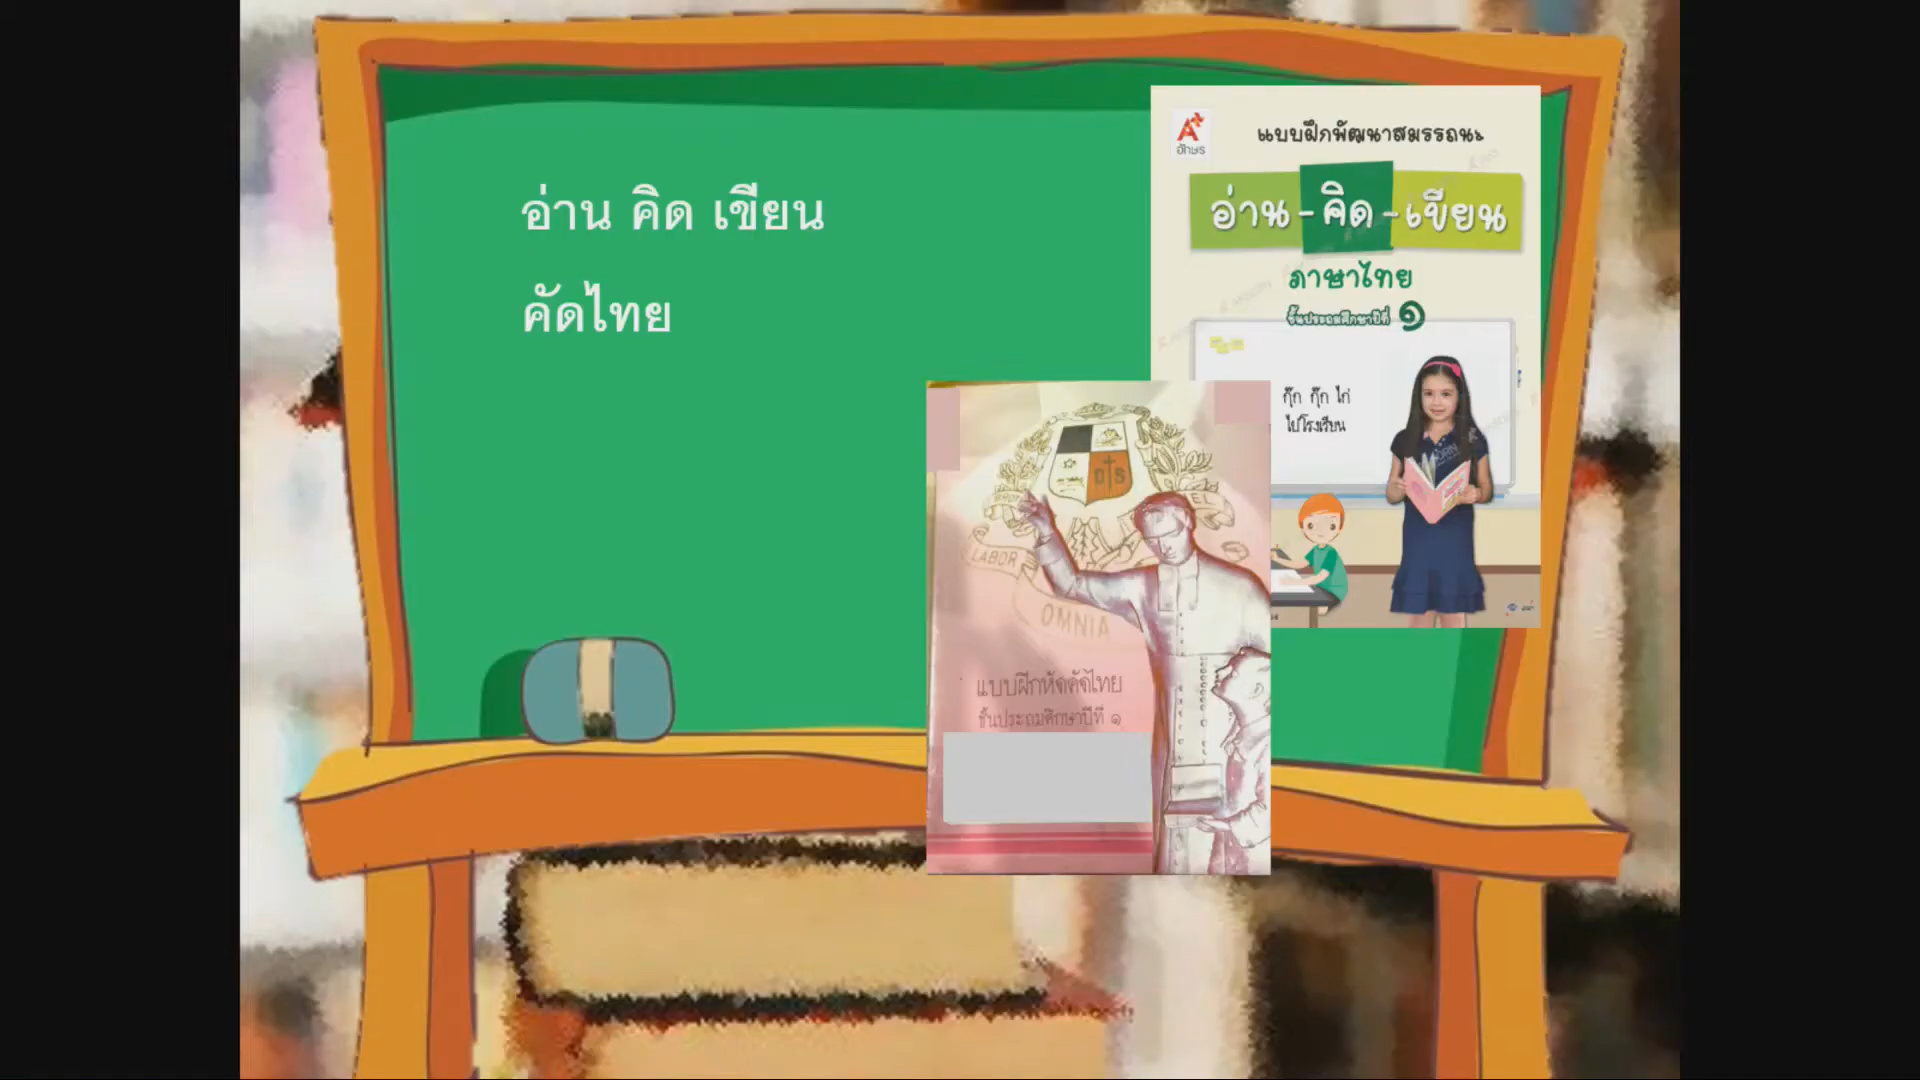 อ่าน คิด เขียน
คัดไทย
A
อักษร
แบบฝึกพัฒนาสมรรถนะ
อ่าน-คิด-เขียน
ภาษาไทย
ชั้นประถมศึกษาปีที่ ๑
กุ๊ก กุ๊ก ไก่
ไปโรงเรียน
D S
LABOR
OMNIA
แบบฝึกหัดคัดไทย
ชั้นประถมศึกษาปีที่ ๑